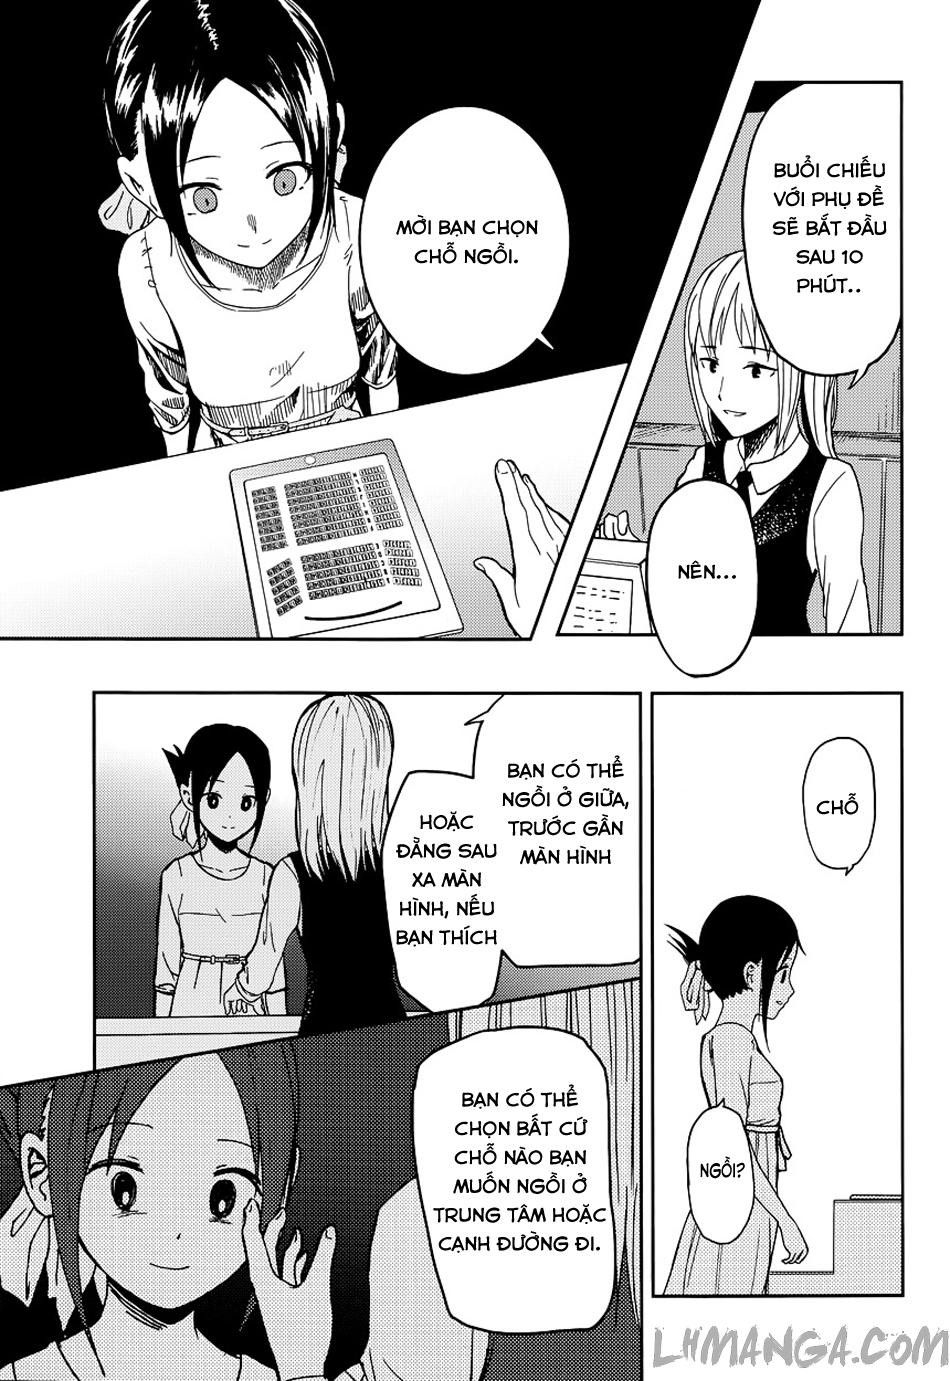 BUỔI CHIẾU
VỚI PHỤ ĐỀ
SẼ BẮT ĐẦU
SAU 10
PHÚT..
NÊN...
MỜI BẠN CHỌN
CHỖ NGỒI.
CHỖ
NGỒI?
BẠN CÓ THỂ
NGỒI Ở GIỮA,
TRƯỚC GẦN
MÀN HÌNH
HOẶC
ĐẰNG SAU
XA MÀN
HÌNH, NẾU
BẠN THÍCH
BẠN CÓ THỂ
CHỌN BẤT CỨ
CHỖ NÀO BẠN
MUỐN NGỒI Ở
TRUNG TÂM HOẶC
CẠNH ĐƯỜNG ĐI.
LHMANGA.COM